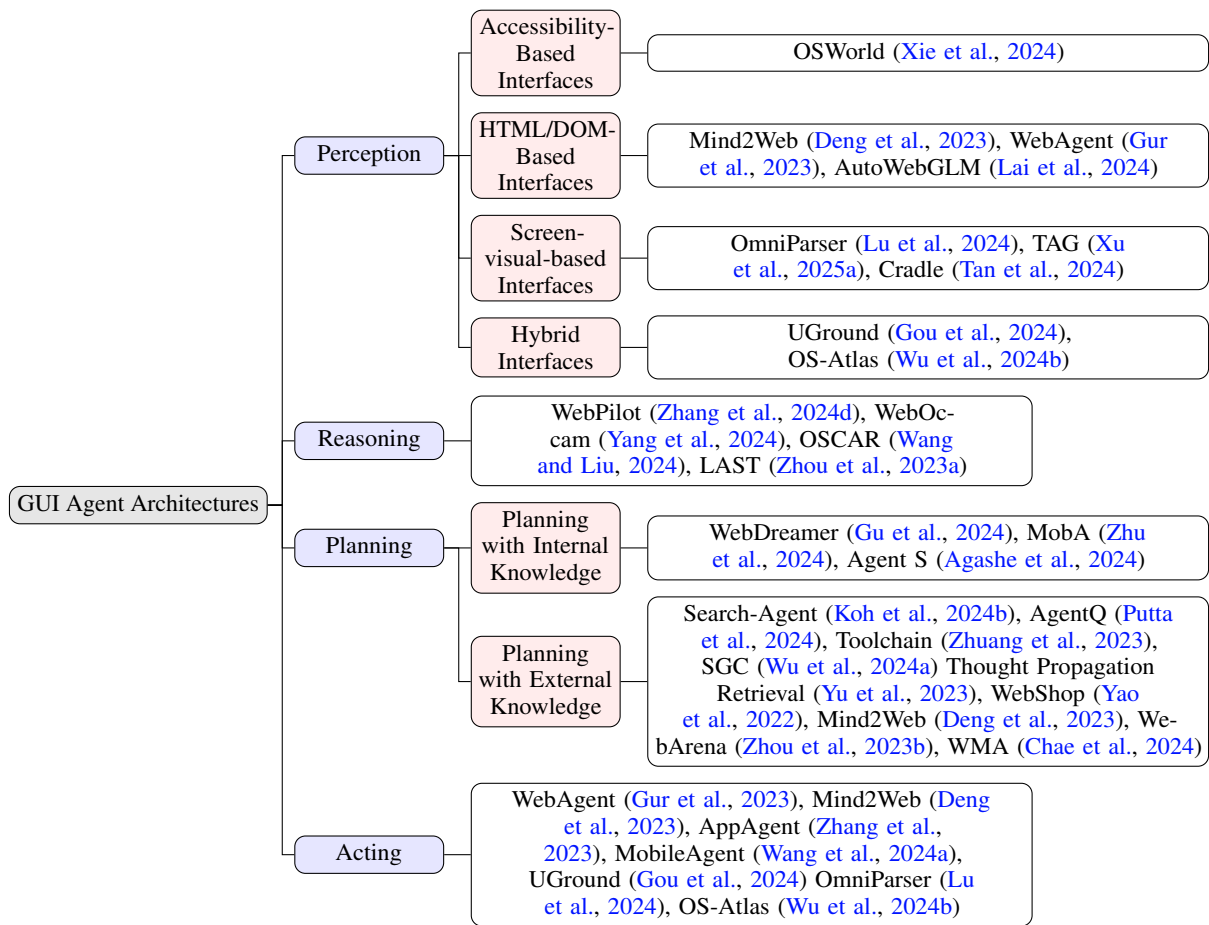 Accessibility-
Based
Interfaces
OSWorld (Xie et al., 2024)
Perception
HTML/DOM-
Based
Interfaces
Mind2Web (Deng et al., 2023), WebAgent (Gur
et al., 2023), AutoWebGLM (Lai et al., 2024)
Screen-
visual-based
Interfaces
OmniParser (Lu et al., 2024), TAG (Xu
et al., 2025a), Cradle (Tan et al., 2024)
Hybrid
Interfaces
UGround (Gou et al., 2024),
OS-Atlas (Wu et al., 2024b)
Reasoning
WebPilot (Zhang et al., 2024d), WebOc-
cam (Yang et al., 2024), OSCAR (Wang
and Liu, 2024), LAST (Zhou et al., 2023a)
GUI Agent Architectures
Planning
Planning
with Internal
Knowledge
WebDreamer (Gu et al., 2024), MobA (Zhu
et al., 2024), Agent S (Agashe et al., 2024)
Planning
with External
Knowledge
Search-Agent (Koh et al., 2024b), AgentQ (Putta
et al., 2024), Toolchain (Zhuang et al., 2023),
SGC (Wu et al., 2024a) Thought Propagation
Retrieval (Yu et al., 2023), WebShop (Yao
et al., 2022), Mind2Web (Deng et al., 2023), We-
bArena (Zhou et al., 2023b), WMA (Chae et al., 2024)
Acting
WebAgent (Gur et al., 2023), Mind2Web (Deng
et al., 2023), AppAgent (Zhang et al.,
2023), MobileAgent (Wang et al., 2024a),
UGround (Gou et al., 2024) OmniParser (Lu
et al., 2024), OS-Atlas (Wu et al., 2024b)